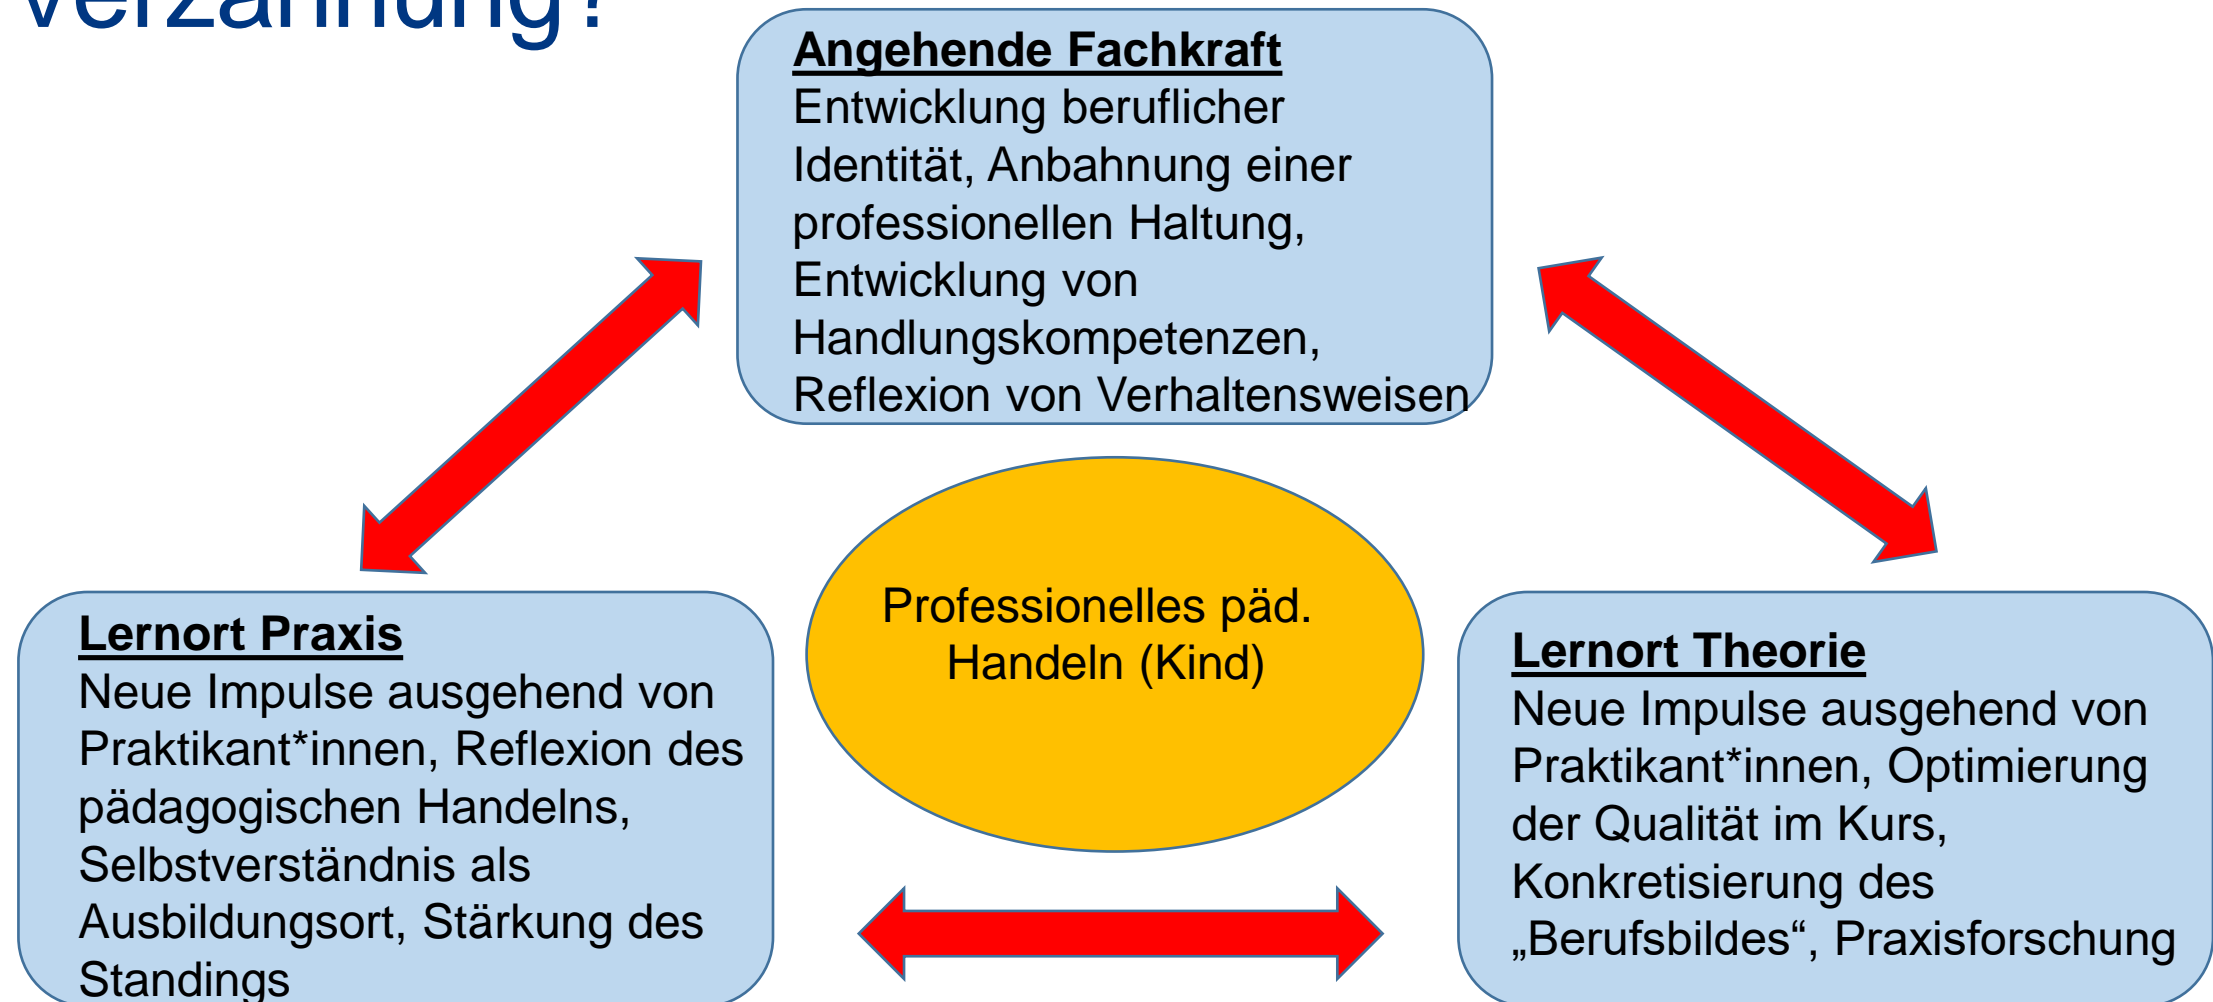 Verzahnung?
Angehende Fachkraft
Entwicklung beruflicher
Identität, Anbahnung einer
professionellen Haltung,
Entwicklung von
Handlungskompetenzen,
Reflexion von Verhaltensweisen
Professionelles päd.
Handeln (Kind)
Lernort Praxis
Neue Impulse ausgehend von
Praktikant*innen, Reflexion des
pädagogischen Handelns,
Selbstverständnis als
Ausbildungsort, Stärkung des
Standings
Lernort Theorie
Neue Impulse ausgehend von
Praktikant*innen, Optimierung
der Qualität im Kurs,
Konkretisierung des
„Berufsbildes“, Praxisforschung